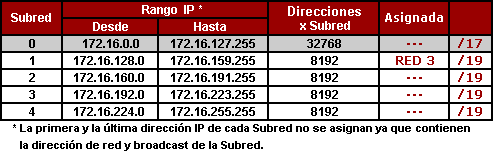 Subred Rango IP * Direcciones x Subred Asignada
Desde Hasta
0 172.16.0.0 172.16.127.255 32768 --- /17
1 172.16.128.0 172.16.159.255 8192 RED 3 /19
2 172.16.160.0 172.16.191.255 8192 --- /19
3 172.16.192.0 172.16.223.255 8192 --- /19
4 172.16.224.0 172.16.255.255 8192 --- /19
* La primera y la última dirección IP de cada Subred no se asignan ya que contienen
la dirección de red y broadcast de la Subred.